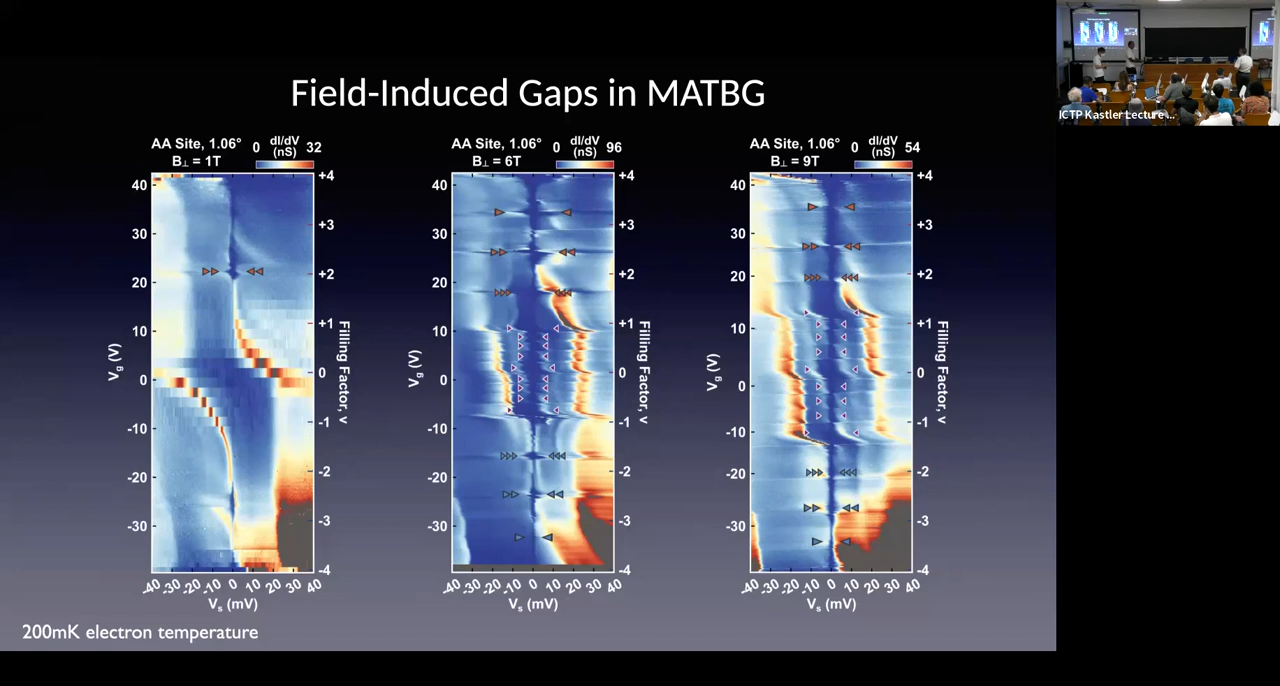 Field-Induced Gaps in MATBG
AA Site, 1.06°
B⊥ = 1T
0 dI/dV (nS) 32
AA Site, 1.06°
B⊥ = 6T
0 dI/dV (nS) 96
AA Site, 1.06°
B⊥ = 9T
0 dI/dV (nS) 54
40
30
20
10
0
-10
-20
-30
Vg (V)
+4
+3
+2
+1
0
-1
-2
-3
-4
Filling Factor, ν
-40 -30 -20 -10 0 10 20 30 40
Vs (mV)
40
30
20
10
0
-10
-20
-30
Vg (V)
+4
+3
+2
+1
0
-1
-2
-3
-4
Filling Factor, ν
-40 -30 -20 -10 0 10 20 30 40
Vs (mV)
40
30
20
10
0
-10
-20
-30
Vg (V)
+4
+3
+2
+1
0
-1
-2
-3
-4
Filling Factor, ν
-40 -30 -20 -10 0 10 20 30 40
Vs (mV)
200mK electron temperature
ICTP Kastler Lecture ...